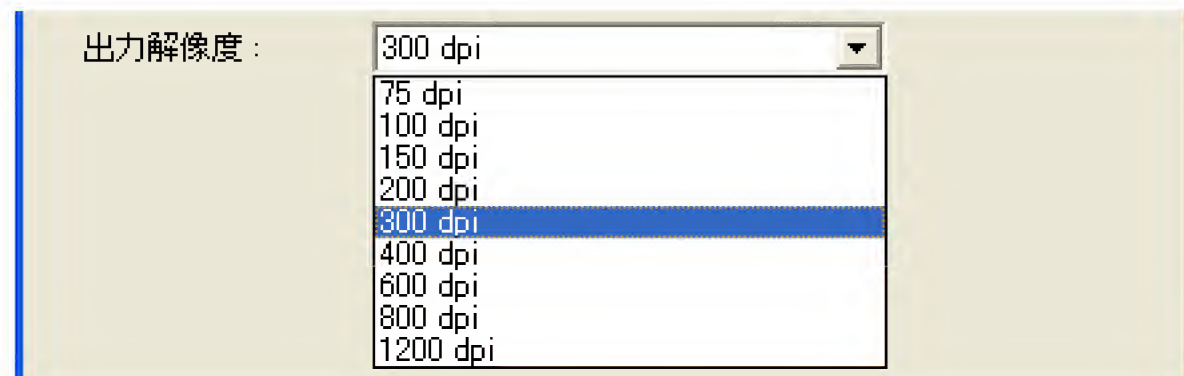 出力解像度： 300 dpi
75 dpi
100 dpi
150 dpi
200 dpi
300 dpi
400 dpi
600 dpi
800 dpi
1200 dpi